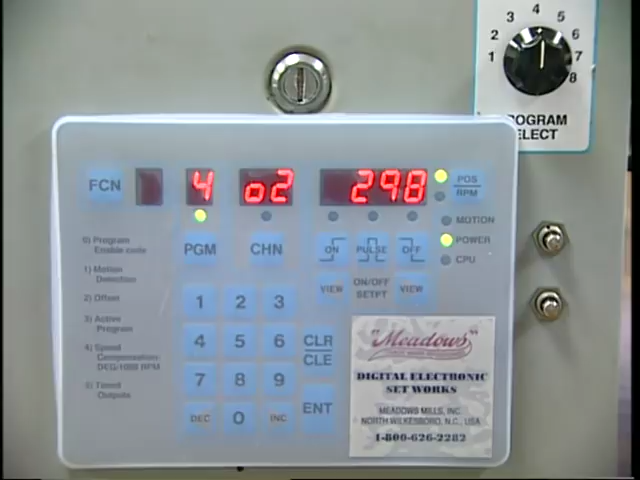 4
3 5
2 6
1 7
8
PROGRAM
SELECT
FCN
4
o2
298
POS
RPM
MOTION
POWER
CPU
PGM
CHN
ON
PULSE
OFF
VIEW
ON/OFF
SETPT
VIEW
0) Program
Enable code
1) Motion
Detection
2) Offset
3) Active
Program
4) Speed
Compensation:
DEG/1000 RPM
5) Timed
Outputs
1 2 3
4 5 6
7 8 9
DEC 0 INC
CLR
CLE
ENT
"Meadows"
DIGITAL ELECTRONIC
SET WORKS
MEADOWS MILLS, INC.
NORTH WILKESBORO, N.C., USA
1-800-626-2282